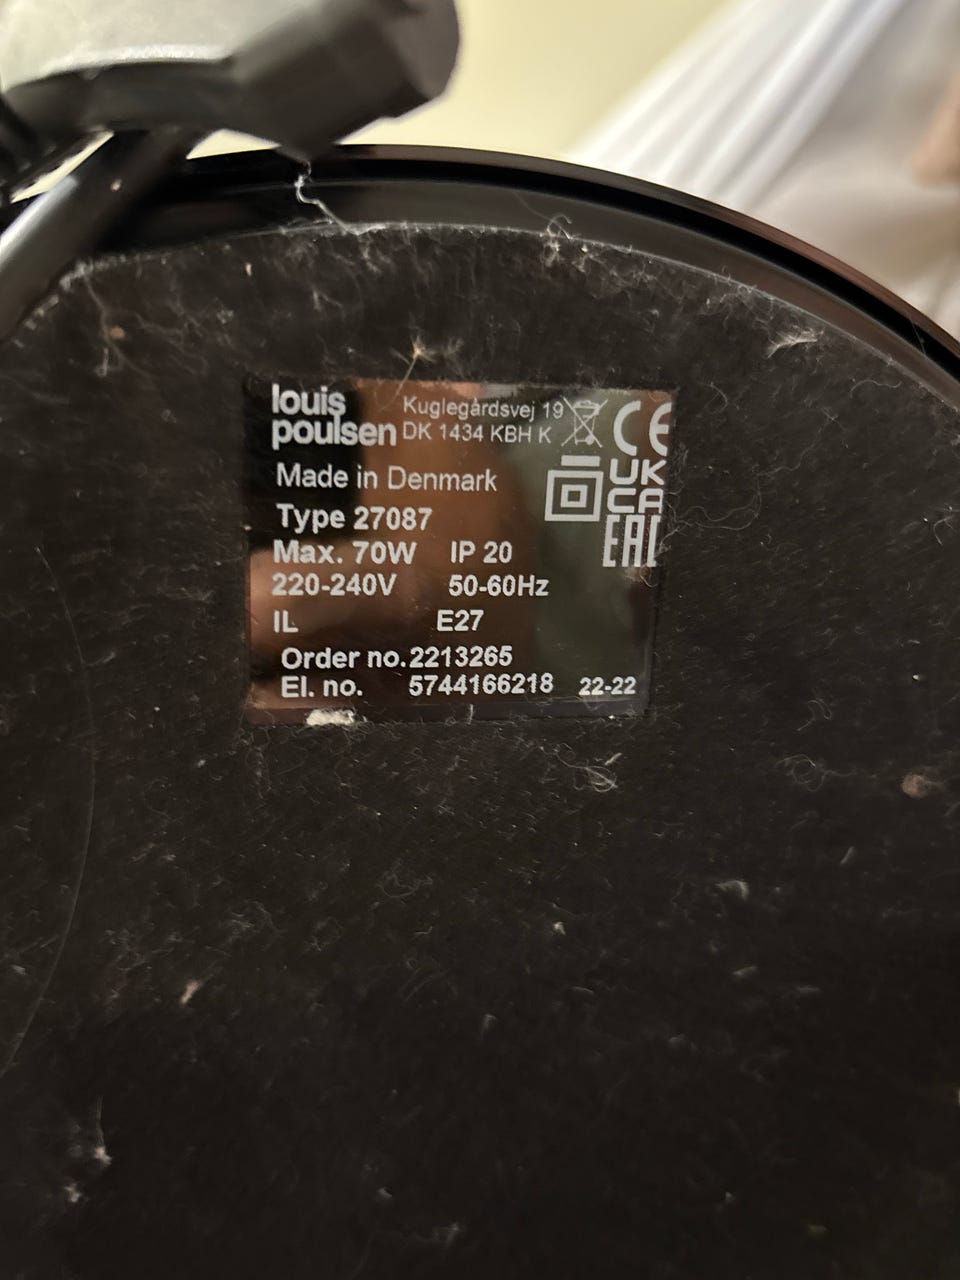 louis
poulsen
Kuglegårdsvej 19
DK 1434 KBH K
CE
Made in Denmark
UK
CA
EAC
Type 27087
Max. 70W IP 20
220-240V 50-60Hz
IL E27
Order no. 2213265
El. no. 5744166218 22-22